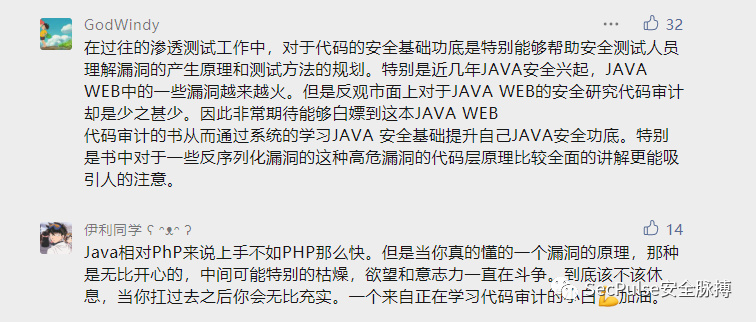 GodWindy
32
在过往的渗透测试工作中，对于代码的安全基础功底是特别能够帮助安全测试人员
理解漏洞的产生原理和测试方法的规划。特别是近几年JAVA安全兴起，JAVA
WEB中的一些漏洞越来越火。但是反观市面上对于JAVA WEB的安全研究代码审计
却是少之甚少。因此非常期待能够白嫖到这本JAVA WEB
代码审计的书从而通过系统的学习JAVA 安全基础提升自己JAVA安全功底。特别
是书中对于一些反序列化漏洞的这种高危漏洞的代码层原理比较全面的讲解更能吸
引人的注意。
伊利同学 ʕ ᵔᴥᵔ ʔ
14
Java相对PhP来说上手不如PHP那么快。但是当你真的懂的一个漏洞的原理，那种
是无比开心的，中间可能特别的枯燥，欲望和意志力一直在斗争。到底该不该休
息，当你扛过去之后你会无比充实。一个来自正在学习代码审计的小白💪加油。
SecPulse安全脉搏